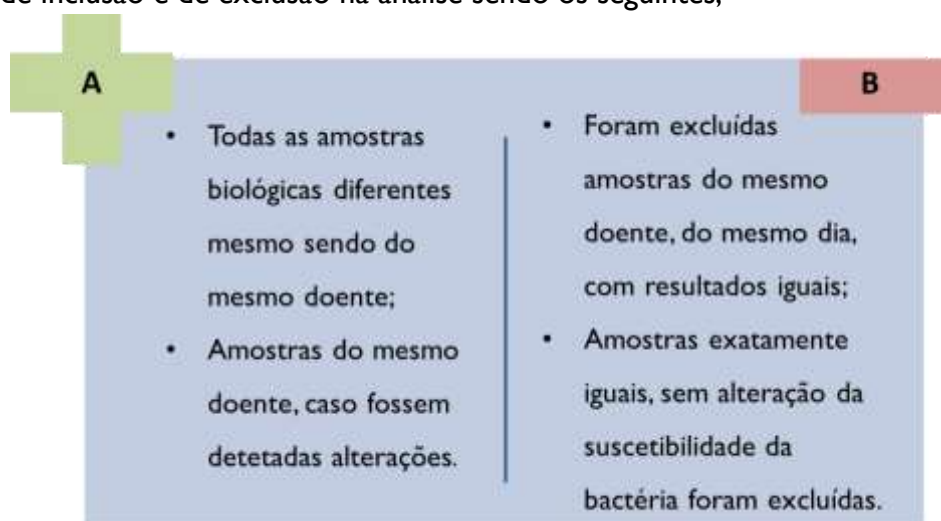 de inclusão e de exclusão na análise sendo os seguintes,
A
• Todas as amostras
biológicas diferentes
mesmo sendo do
mesmo doente;
• Amostras do mesmo
doente, caso fossem
detetadas alterações.
B
• Foram excluídas
amostras do mesmo
doente, do mesmo dia,
com resultados iguais;
• Amostras exatamente
iguais, sem alteração da
suscetibilidade da
bactéria foram excluídas.